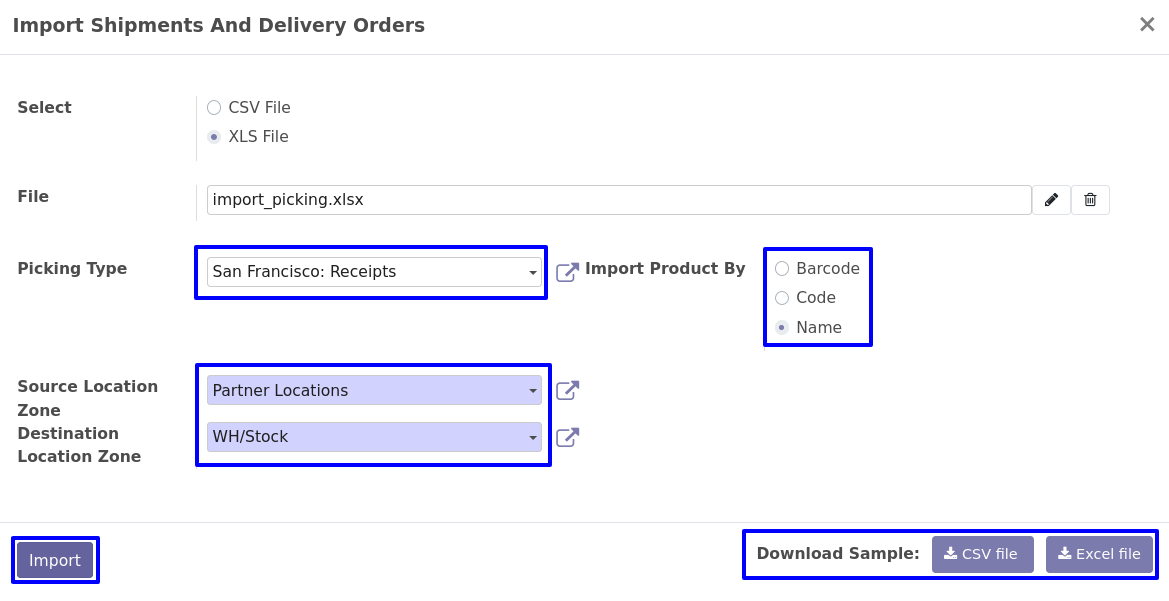 Import Shipments And Delivery Orders
Select
CSV File
XLS File
File
import_picking.xlsx
Picking Type
San Francisco: Receipts
Import Product By
Barcode
Code
Name
Source Location
Zone
Partner Locations
Destination
Location Zone
WH/Stock
Import
Download Sample:
CSV file
Excel file